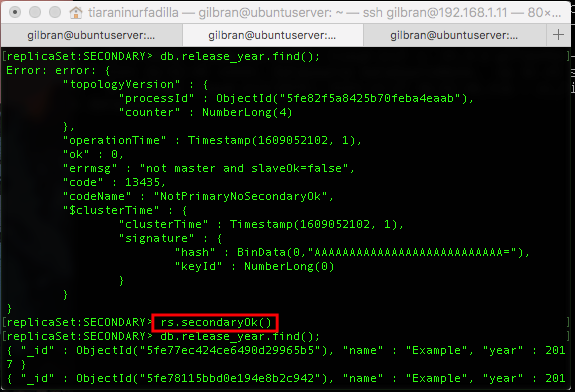 tiaraninurfadilla — gilbran@ubuntuserver: ~ — ssh gilbran@192.168.1.11 — 80×...
gilbran@ubuntuserver:... gilbran@ubuntuserver:... gilbran@ubuntuserver:... +
[replicaSet:SECONDARY> db.release_year.find(); ]
Error: error: {
"topologyVersion" : {
"processId" : ObjectId("5fe82f5a8425b70feba4eaab"),
"counter" : NumberLong(4)
},
"operationTime" : Timestamp(1609052102, 1),
"ok" : 0,
"errmsg" : "not master and slaveOk=false",
"code" : 13435,
"codeName" : "NotPrimaryNoSecondaryOk",
"$clusterTime" : {
"clusterTime" : Timestamp(1609052102, 1),
"signature" : {
"hash" : BinData(0,"AAAAAAAAAAAAAAAAAAAAAAAAAAA="),
"keyId" : NumberLong(0)
}
}
}
[replicaSet:SECONDARY> rs.secondaryOk() ]
[replicaSet:SECONDARY> db.release_year.find(); ]
{ "_id" : ObjectId("5fe77ec424ce6490d29965b5"), "name" : "Example", "year" : 201
7 }
{ "_id" : ObjectId("5fe78115bbd0e194e8b2c942"), "name" : "Example", "year" : 201